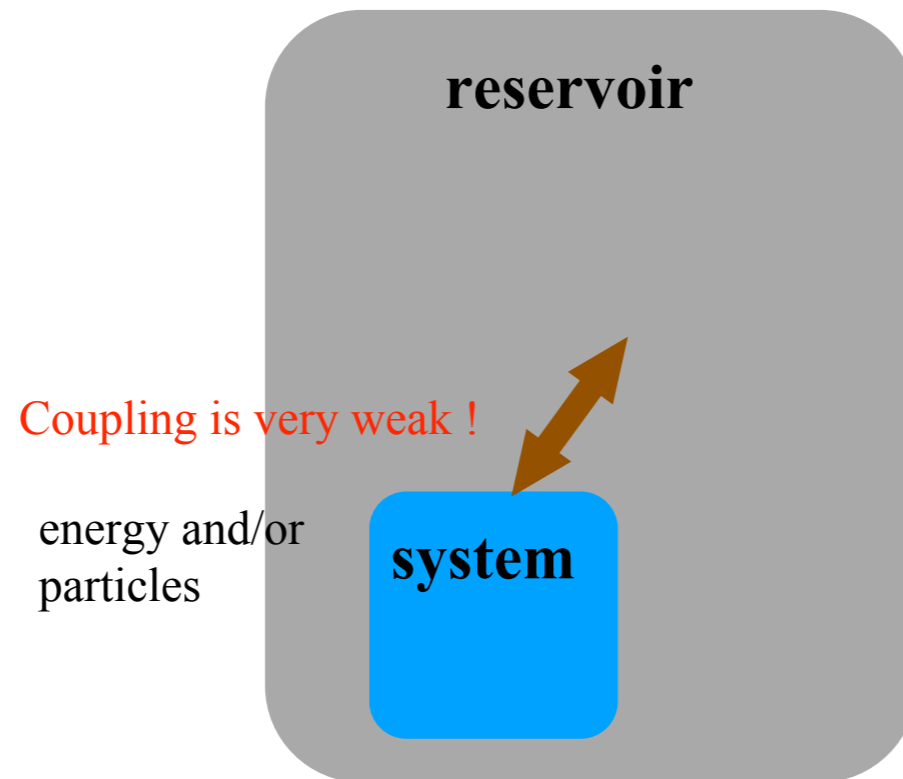 reservoir
Coupling is very weak !
energy and/or
particles
system